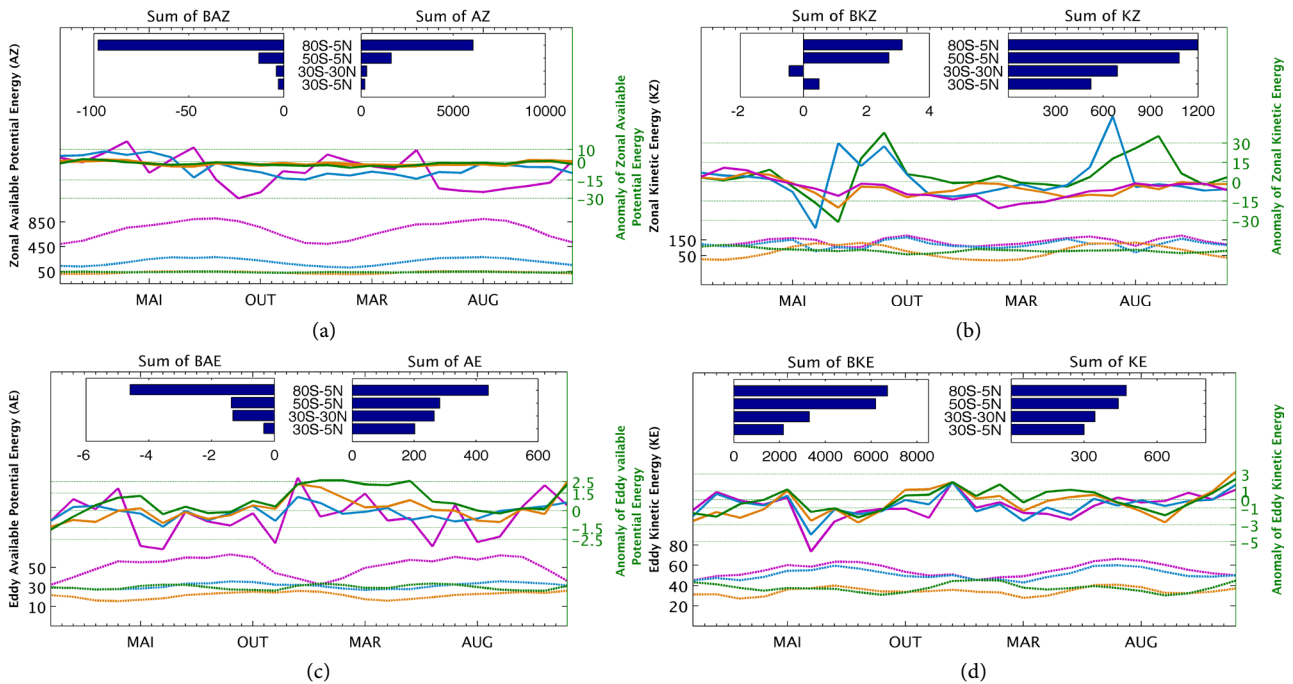 Sum of BAZ
Sum of AZ
80S-5N
50S-5N
30S-30N
30S-5N
-100
-50
0
0
5000
10000
Zonal Available Potential Energy (AZ)
850
450
50
10
0
-15
-30
Anomaly of Zonal Available
Potential Energy
MAI
OUT
MAR
AUG
(a)
Sum of BKZ
Sum of KZ
80S-5N
50S-5N
30S-30N
30S-5N
-2
0
2
4
300
600
900
1200
Zonal Kinetic Energy (KZ)
150
50
30
15
0
-15
-30
Anomaly of Zonal Kinetic Energy
MAI
OUT
MAR
AUG
(b)
Sum of BAE
Sum of AE
80S-5N
50S-5N
30S-30N
30S-5N
-6
-4
-2
0
0
200
400
600
Eddy Available Potential Energy (AE)
50
30
10
2.5
1.5
0
-1.5
-2.5
Anomaly of Eddy vailable
Potential Energy
MAI
OUT
MAR
AUG
(c)
Sum of BKE
Sum of KE
80S-5N
50S-5N
30S-30N
30S-5N
0
2000
4000
6000
8000
300
600
Eddy Kinetic Energy (KE)
80
60
40
20
3
1
0
-1
-3
-5
Anomaly of Eddy Kinetic Energy
MAI
OUT
MAR
AUG
(d)